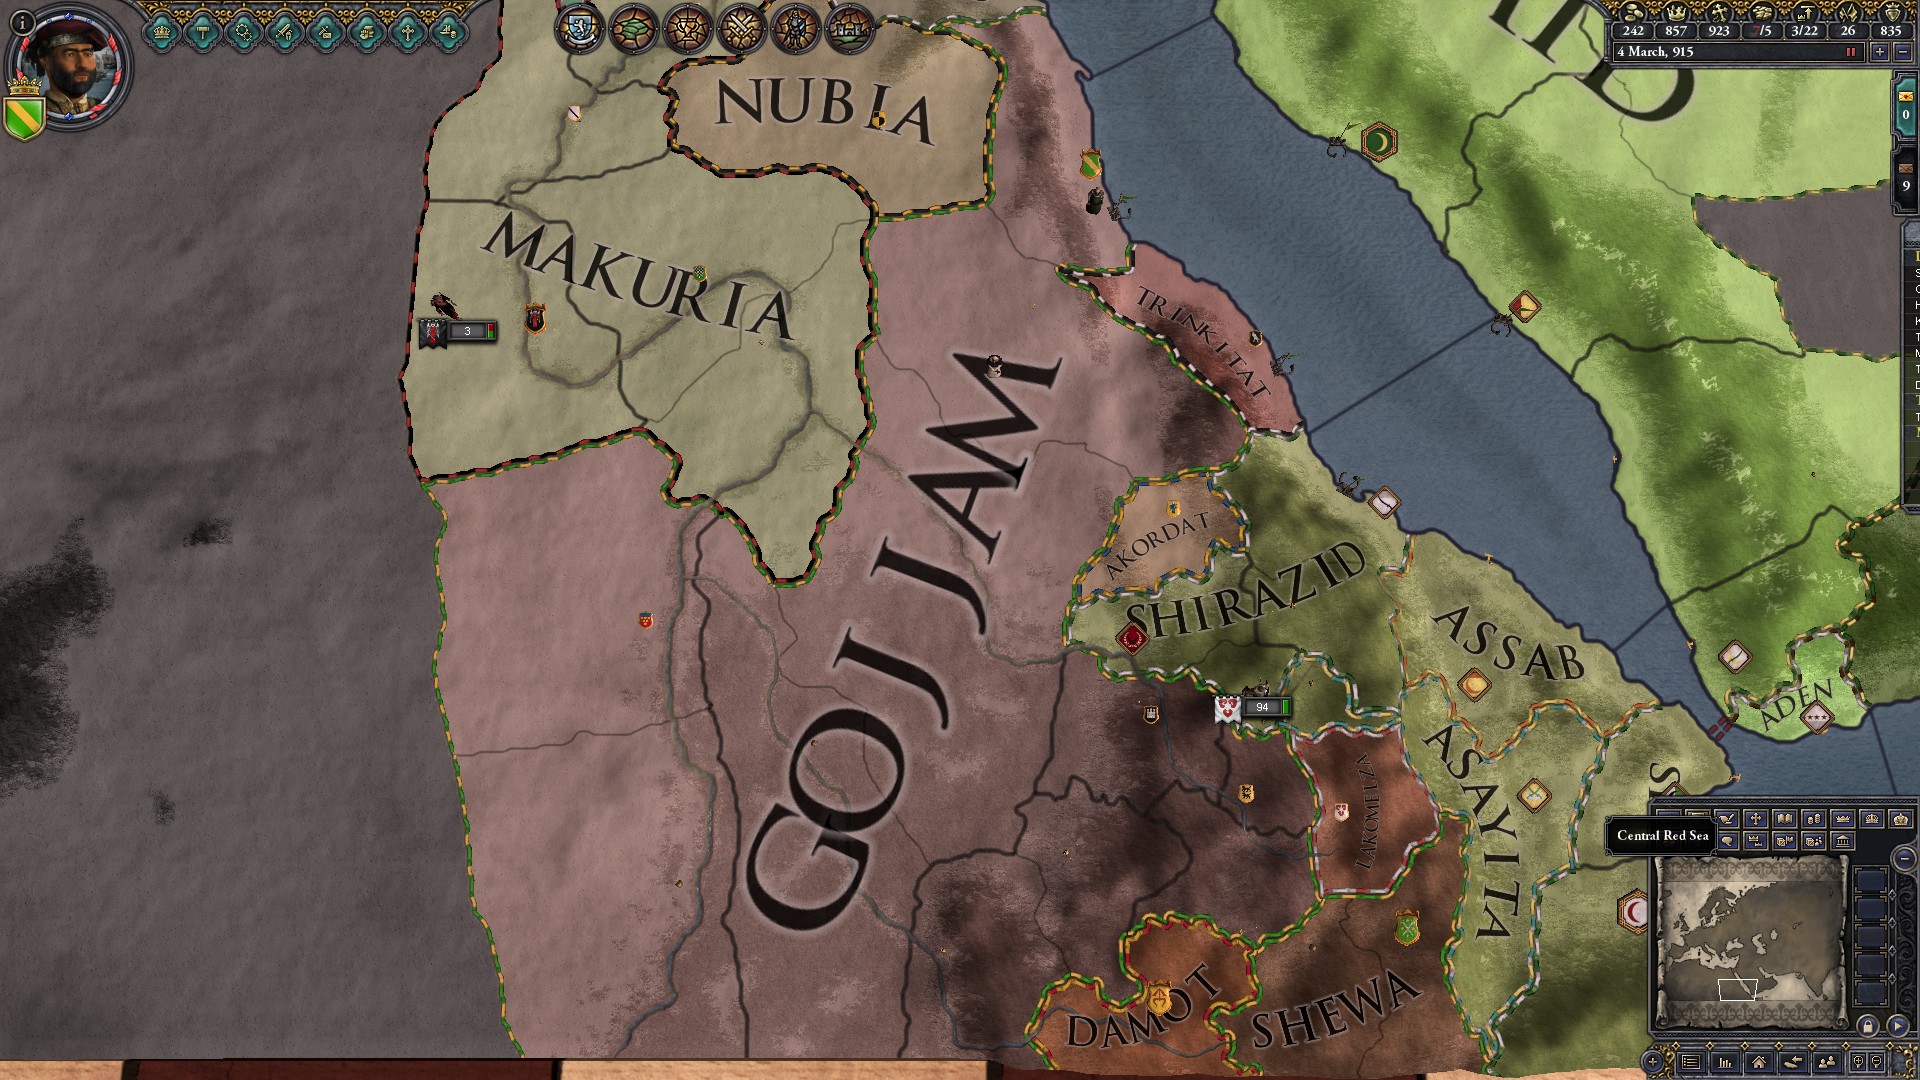 242 857 923 7/5 3/22 26 835
4 March, 915
0
9
NUBIA
MAKURIA
3
TRINKITAT
GOJJAM
AKORDAT
SHIRAZID
ASSAB
94
ADEN
LAKOMELZA
ASAYITA
Central Red Sea
DAMOT
SHEWA